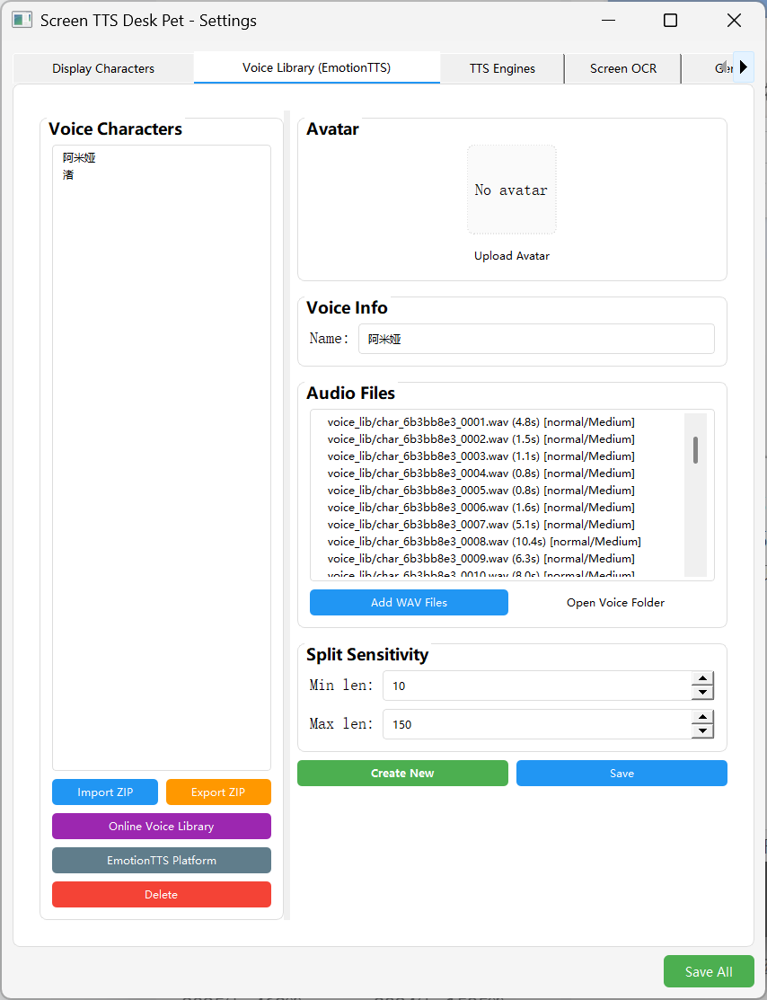 Screen TTS Desk Pet - Settings
Display Characters
Voice Library (EmotionTTS)
TTS Engines
Screen OCR
Voice Characters
阿米娅
渚
Import ZIP
Export ZIP
Online Voice Library
EmotionTTS Platform
Delete
Avatar
No avatar
Upload Avatar
Voice Info
Name: 阿米娅
Audio Files
voice_lib/char_6b3bb8e3_0001.wav (4.8s) [normal/Medium]
voice_lib/char_6b3bb8e3_0002.wav (1.5s) [normal/Medium]
voice_lib/char_6b3bb8e3_0003.wav (1.1s) [normal/Medium]
voice_lib/char_6b3bb8e3_0004.wav (0.8s) [normal/Medium]
voice_lib/char_6b3bb8e3_0005.wav (0.8s) [normal/Medium]
voice_lib/char_6b3bb8e3_0006.wav (1.6s) [normal/Medium]
voice_lib/char_6b3bb8e3_0007.wav (5.1s) [normal/Medium]
voice_lib/char_6b3bb8e3_0008.wav (10.4s) [normal/Medium]
voice_lib/char_6b3bb8e3_0009.wav (6.3s) [normal/Medium]
voice_lib/char_6b3bb8e3_0010.wav (8.0s) [normal/Medium]
Add WAV Files
Open Voice Folder
Split Sensitivity
Min len: 10
Max len: 150
Create New
Save
Save All